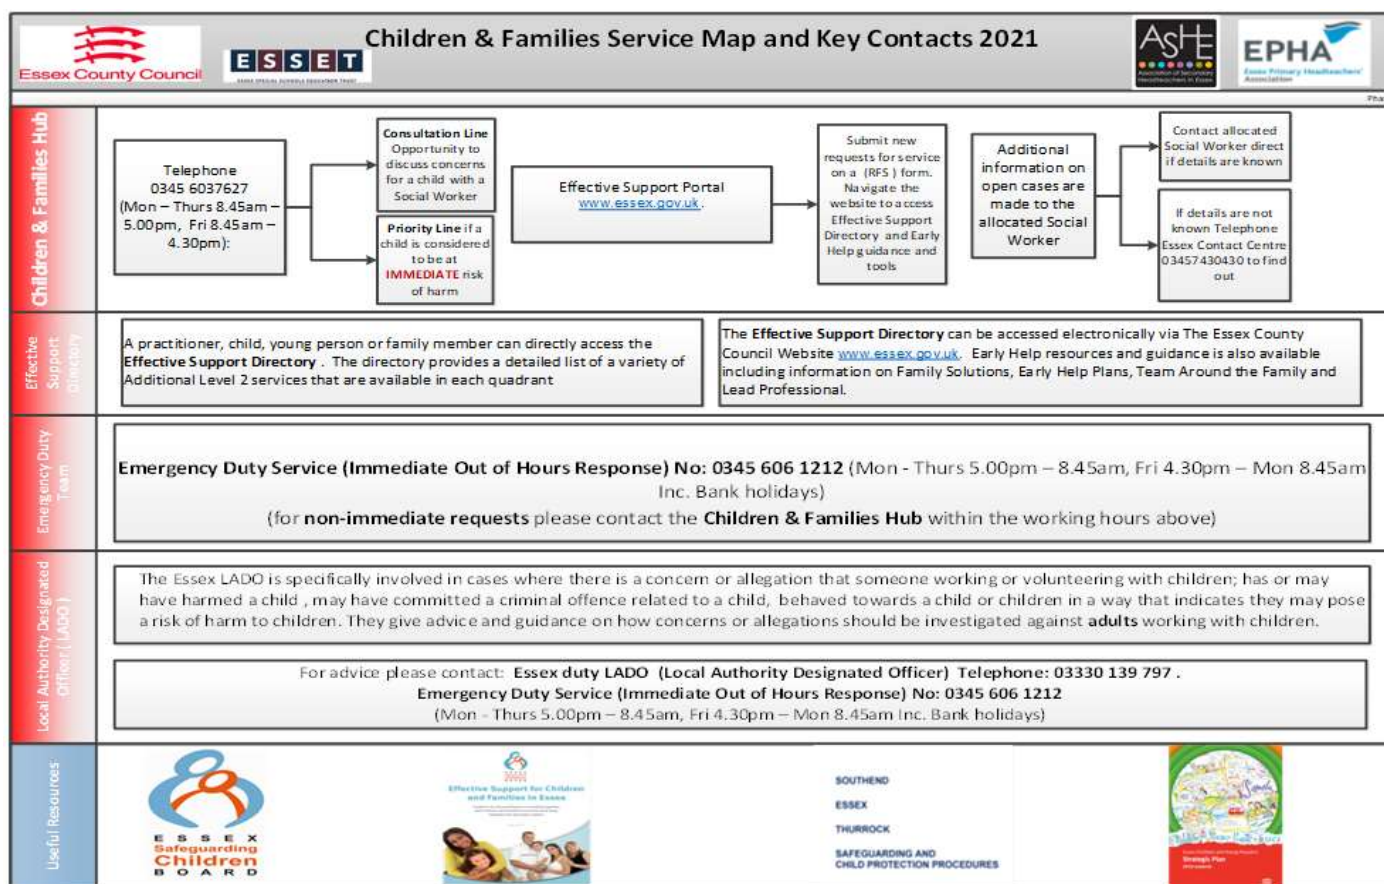 Children & Families Service Map and Key Contacts 2021
Essex County Council
ESSET
ESSEX SPECIAL SCHOOLS EDUCATION TRUST
ASHE
Association of Secondary
Headteachers in Essex
EPHA
Essex Primary Headteachers'
Association
Children & Families Hub
Telephone
0345 6037627
(Mon – Thurs 8.45am –
5.00pm, Fri 8.45am –
4.30pm):
Consultation Line
Opportunity to
discuss concerns
for a child with a
Social Worker
Priority Line if a
child is considered
to be at
IMMEDIATE risk
of harm
Effective Support Portal
www.essex.gov.uk .
Submit new
requests for service
on a (RFS ) form.
Navigate the
website to access
Effective Support
Directory and Early
Help guidance and
tools
Additional
information on
open cases are
made to the
allocated Social
Worker
Contact allocated
Social Worker direct
if details are known
If details are not
known Telephone
Essex Contact Centre
03457430430 to find
out
Effective
Support
Directory
A practitioner, child, young person or family member can directly access the
Effective Support Directory . The directory provides a detailed list of a variety of
Additional Level 2 services that are available in each quadrant
The Effective Support Directory can be accessed electronically via The Essex County
Council Website www.essex.gov.uk. Early Help resources and guidance is also available
including information on Family Solutions, Early Help Plans, Team Around the Family and
Lead Professional.
Emergency Duty
Team
Emergency Duty Service (Immediate Out of Hours Response) No: 0345 606 1212 (Mon - Thurs 5.00pm – 8.45am, Fri 4.30pm – Mon 8.45am
Inc. Bank holidays)
(for non-immediate requests please contact the Children & Families Hub within the working hours above)
Local Authority Designated
Officer ( LADO )
The Essex LADO is specifically involved in cases where there is a concern or allegation that someone working or volunteering with children; has or may
have harmed a child , may have committed a criminal offence related to a child, behaved towards a child or children in a way that indicates they may pose
a risk of harm to children. They give advice and guidance on how concerns or allegations should be investigated against adults working with children.
For advice please contact: Essex duty LADO (Local Authority Designated Officer) Telephone: 03330 139 797 .
Emergency Duty Service (Immediate Out of Hours Response) No: 0345 606 1212
(Mon - Thurs 5.00pm – 8.45am, Fri 4.30pm – Mon 8.45am Inc. Bank holidays)
Useful Resources
ESSEX
Safeguarding
Children
BOARD
Effective Support for Children
and Families in Essex
SOUTHEND
ESSEX
THURROCK
SAFEGUARDING AND
CHILD PROTECTION PROCEDURES
Strategic Plan